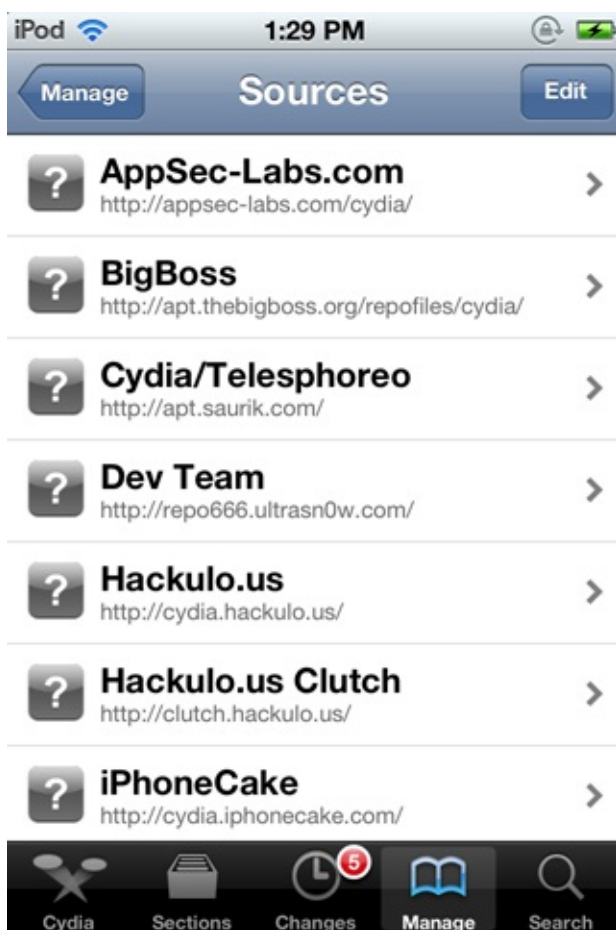 iPod 1:29 PM
Manage Sources Edit
? AppSec-Labs.com
http://appsec-labs.com/cydia/
? BigBoss
http://apt.thebigboss.org/repofiles/cydia/
? Cydia/Telesphoreo
http://apt.saurik.com/
? Dev Team
http://repo666.ultrasn0w.com/
? Hackulo.us
http://cydia.hackulo.us/
? Hackulo.us Clutch
http://clutch.hackulo.us/
? iPhoneCake
http://cydia.iphonecake.com/
5
Cydia Sections Changes Manage Search